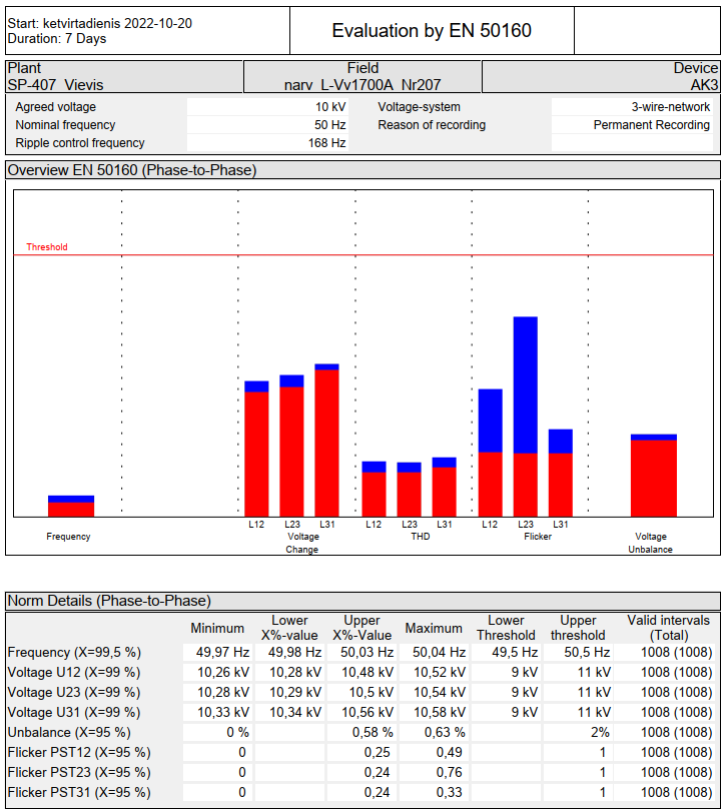 Start: ketvirtadienis 2022-10-20
Duration: 7 Days
Evaluation by EN 50160
Plant Field Device
SP-407 Vievis narv L-Vv1700A Nr207 AK3
Agreed voltage 10 kV Voltage-system 3-wire-network
Nominal frequency 50 Hz Reason of recording Permanent Recording
Ripple control frequency 168 Hz
Overview EN 50160 (Phase-to-Phase)
Threshold
L12 L23 L31 L12 L23 L31 L12 L23 L31
Frequency Voltage THD Flicker Voltage
Change Unbalance
Norm Details (Phase-to-Phase)
Minimum Lower Upper Maximum Lower Upper Valid intervals
X%-value X%-Value Threshold threshold (Total)
Frequency (X=99,5 %) 49,97 Hz 49,98 Hz 50,03 Hz 50,04 Hz 49,5 Hz 50,5 Hz 1008 (1008)
Voltage U12 (X=99 %) 10,26 kV 10,28 kV 10,48 kV 10,52 kV 9 kV 11 kV 1008 (1008)
Voltage U23 (X=99 %) 10,28 kV 10,29 kV 10,5 kV 10,54 kV 9 kV 11 kV 1008 (1008)
Voltage U31 (X=99 %) 10,33 kV 10,34 kV 10,56 kV 10,58 kV 9 kV 11 kV 1008 (1008)
Unbalance (X=95 %) 0 % 0,58 % 0,63 % 2% 1008 (1008)
Flicker PST12 (X=95 %) 0 0,25 0,49 1 1008 (1008)
Flicker PST23 (X=95 %) 0 0,24 0,76 1 1008 (1008)
Flicker PST31 (X=95 %) 0 0,24 0,33 1 1008 (1008)